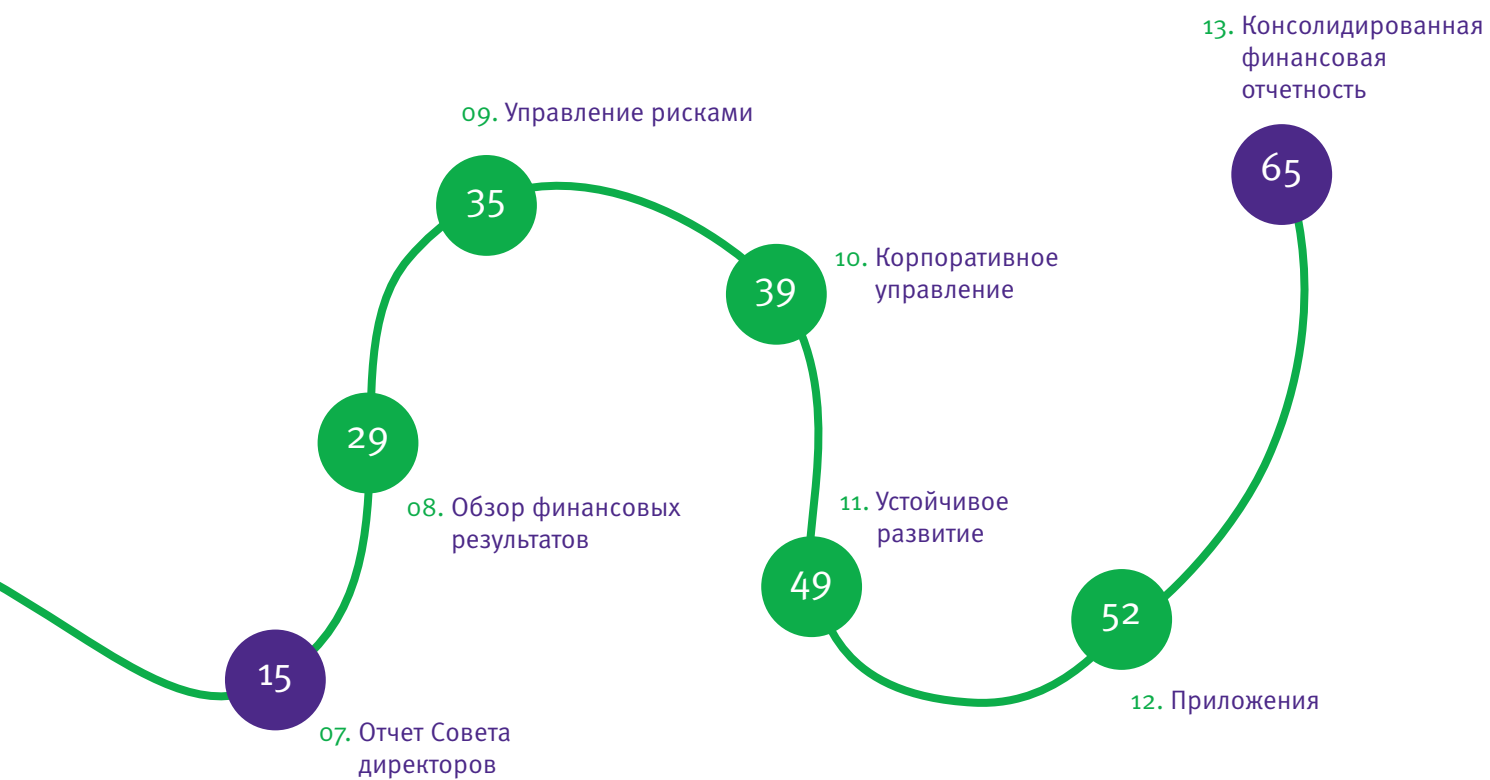 15
07. Отчет Совета
директоров
29
08. Обзор финансовых
результатов
09. Управление рисками
35
39
10. Корпоративное
управление
11. Устойчивое
развитие
49
52
12. Приложения
13. Консолидированная
финансовая
отчетность
65